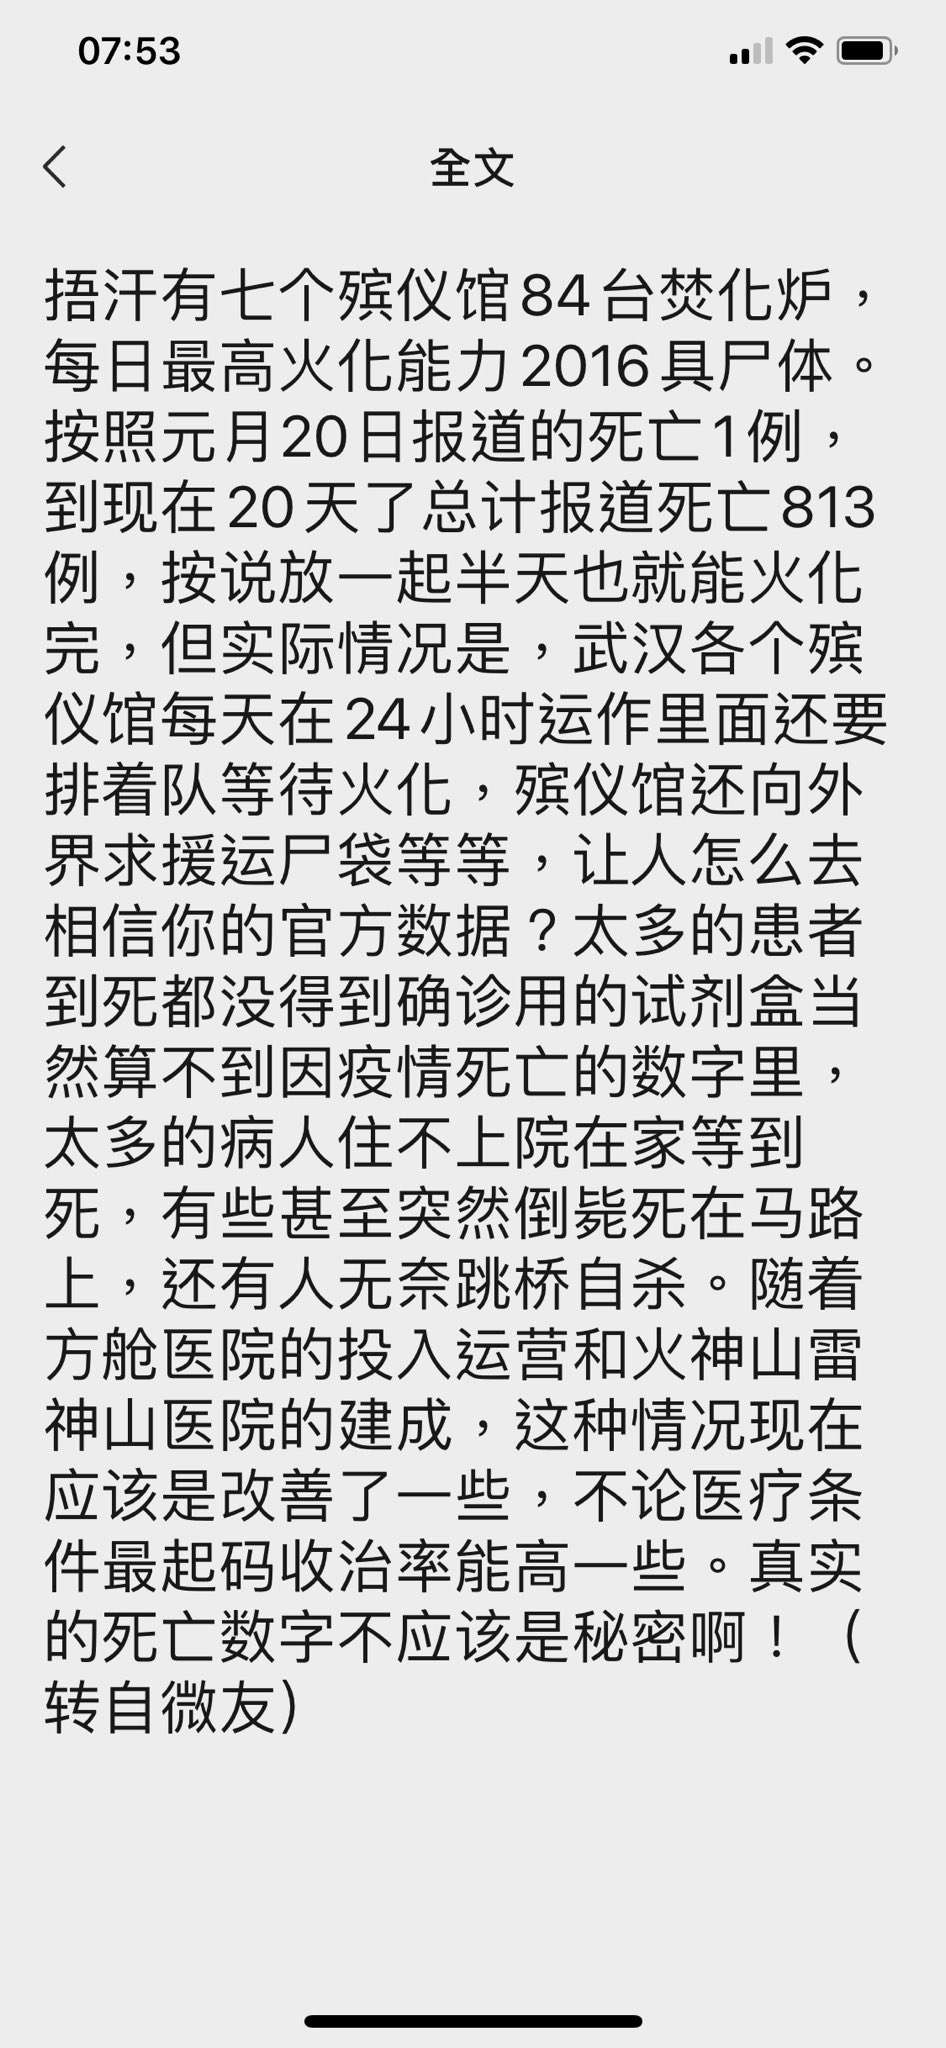 07:53
全文
捂汗有七个殡仪馆84台焚化炉，
每日最高火化能力2016具尸体。
按照元月20日报道的死亡1例，
到现在20天了总计报道死亡813
例，按说放一起半天也就能火化
完，但实际情况是，武汉各个殡
仪馆每天在24小时运作里面还要
排着队等待火化，殡仪馆还向外
界求援运尸袋等等，让人怎么去
相信你的官方数据？太多的患者
到死都没得到确诊用的试剂盒当
然算不到因疫情死亡的数字里，
太多的病人住不上院在家等到
死，有些甚至突然倒毙死在马路
上，还有人无奈跳桥自杀。随着
方舱医院的投入运营和火神山雷
神山医院的建成，这种情况现在
应该是改善了一些，不论医疗条
件最起码收治率能高一些。真实
的死亡数字不应该是秘密啊！（
转自微友）